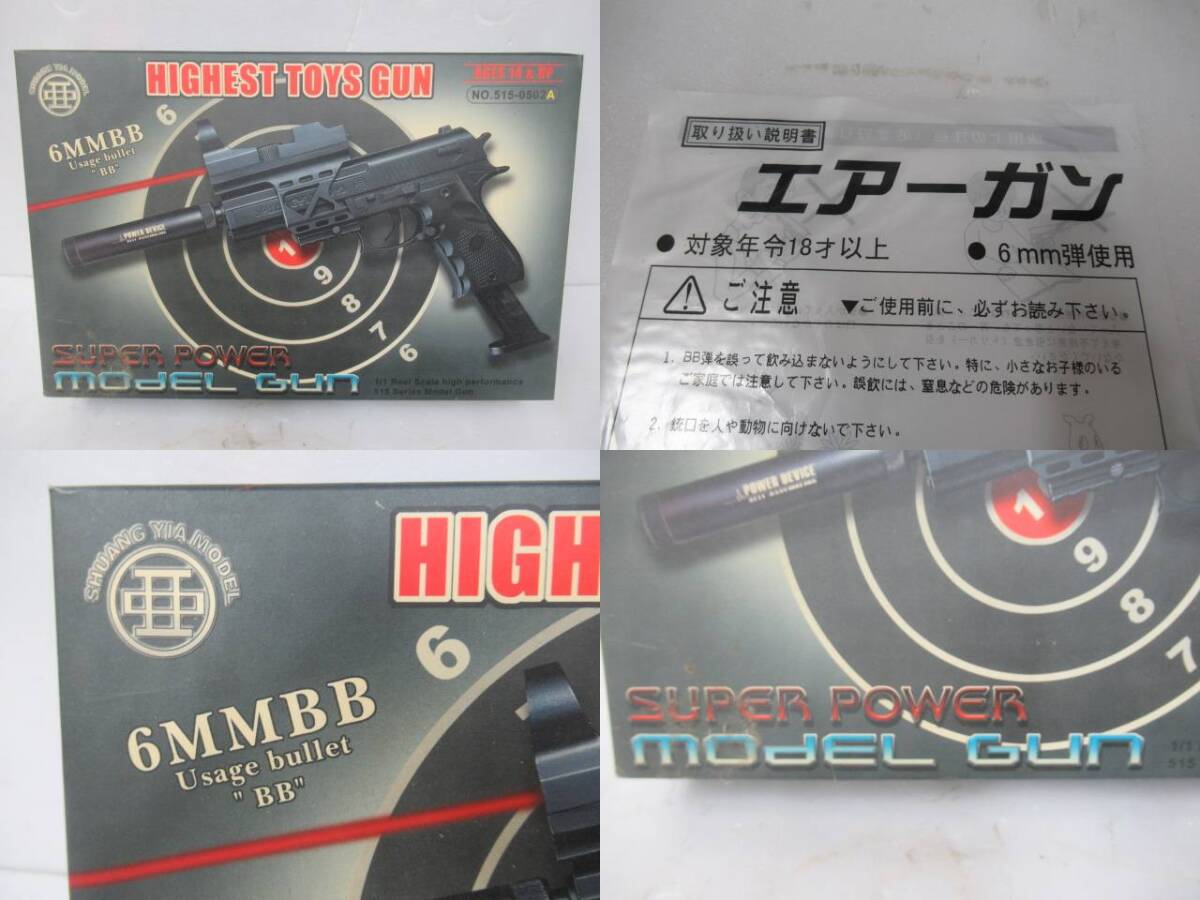 SHUANG YIA MODEL
HIGHEST TOYS GUN
AGES 18 & UP
NO.515-0502A
6MMBB
Usage bullet
"BB"
6
POWER DEVICE
1
9
8
7
6
SUPER POWER
MODEL GUN
1/1 Real Scale high performance
515 Series Model Gun
取り扱い説明書
エアーガン
● 対象年令18才以上
● 6mm弾使用
ご注意
▼ご使用前に、必ずお読み下さい。
1. BB弾を誤って飲み込まないようにして下さい。特に、小さなお子様のいる
ご家庭では注意して下さい。誤飲には、窒息などの危険があります。
2. 銃口を人や動物に向けないで下さい。
SHUANG YIA MODEL
HIGH
6
6MMBB
Usage bullet
"BB"
POWER DEVICE
1
9
8
7
SUPER POWER
MODEL GUN
1/1
515